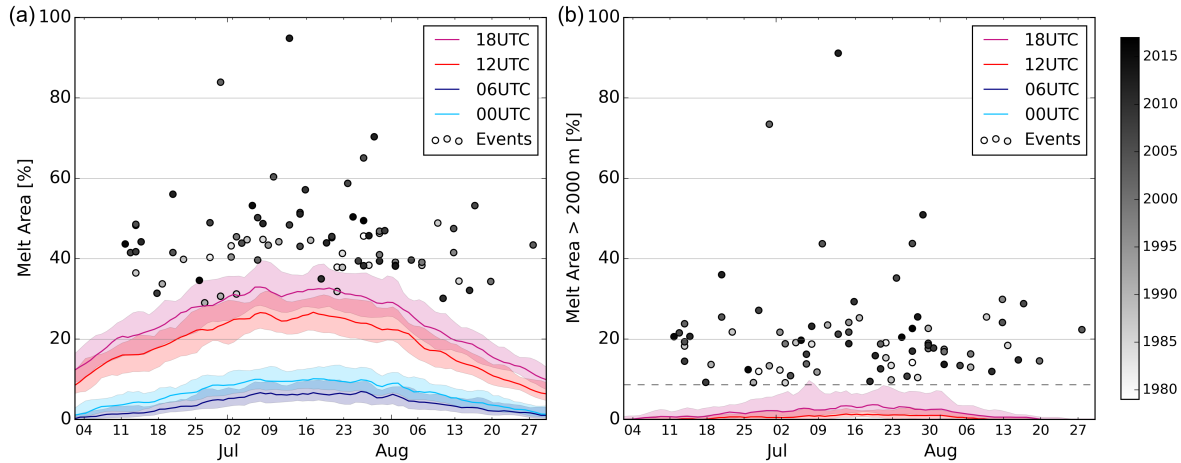 (a)
Melt Area [%]
100
80
60
40
20
0
04 11 18 25 02 09 16 23 30 06 13 20 27
Jul Aug
18UTC
12UTC
06UTC
00UTC
Events
(b)
Melt Area > 2000 m [%]
100
80
60
40
20
0
04 11 18 25 02 09 16 23 30 06 13 20 27
Jul Aug
18UTC
12UTC
06UTC
00UTC
Events
2015
2010
2005
2000
1995
1990
1985
1980